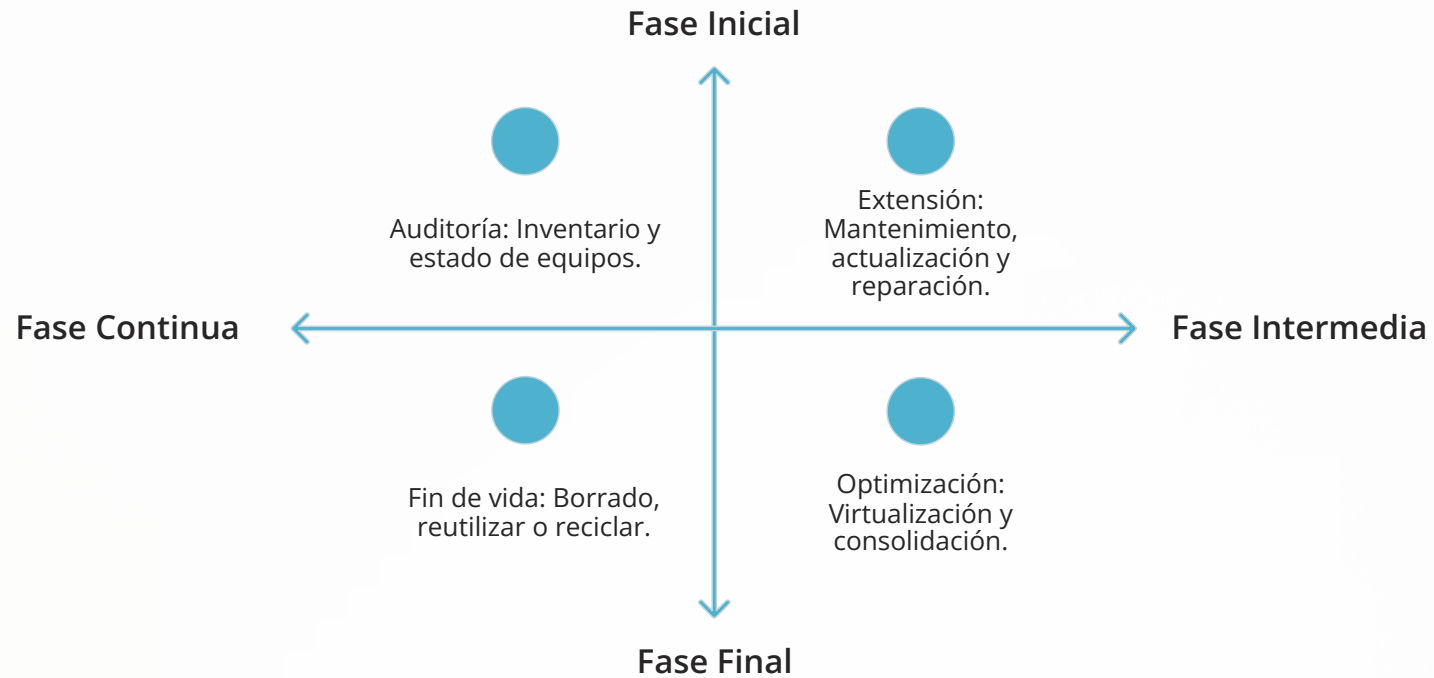 Fase Inicial
Auditoría: Inventario y
estado de equipos.
Extensión:
Mantenimiento,
actualización y
reparación.
Fase Continua
Fase Intermedia
Fin de vida: Borrado,
reutilizar o reciclar.
Optimización:
Virtualización y
consolidación.
Fase Final